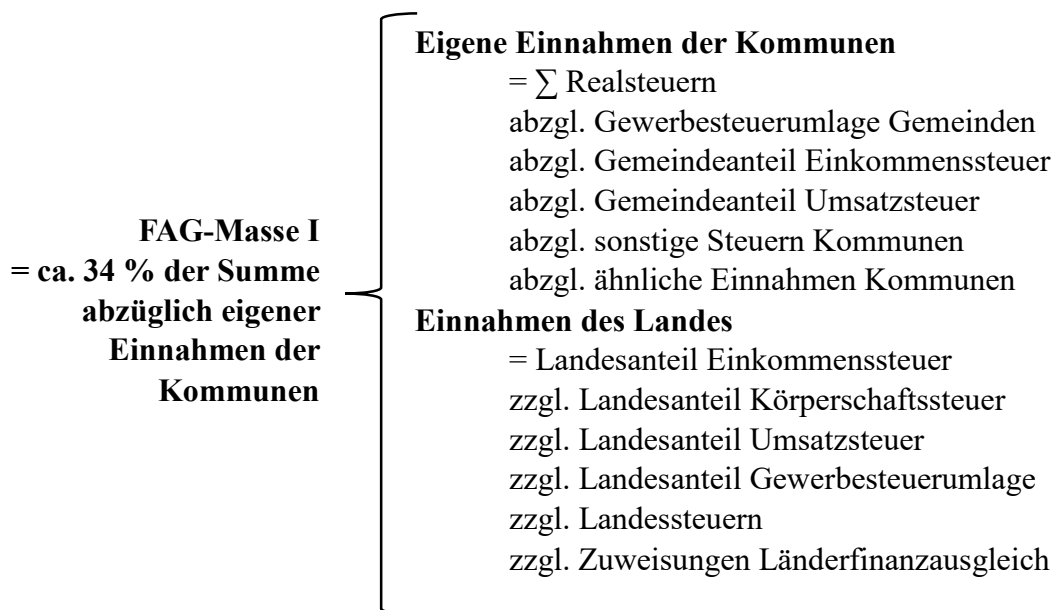 FAG-Masse I
= ca. 34 % der Summe
abzüglich eigener
Einnahmen der
Kommunen
Eigene Einnahmen der Kommunen
= ∑ Realsteuern
abzgl. Gewerbesteuerumlage Gemeinden
abzgl. Gemeindeanteil Einkommenssteuer
abzgl. Gemeindeanteil Umsatzsteuer
abzgl. sonstige Steuern Kommunen
abzgl. ähnliche Einnahmen Kommunen
Einnahmen des Landes
= Landesanteil Einkommenssteuer
zzgl. Landesanteil Körperschaftssteuer
zzgl. Landesanteil Umsatzsteuer
zzgl. Landesanteil Gewerbesteuerumlage
zzgl. Landessteuern
zzgl. Zuweisungen Länderfinanzausgleich